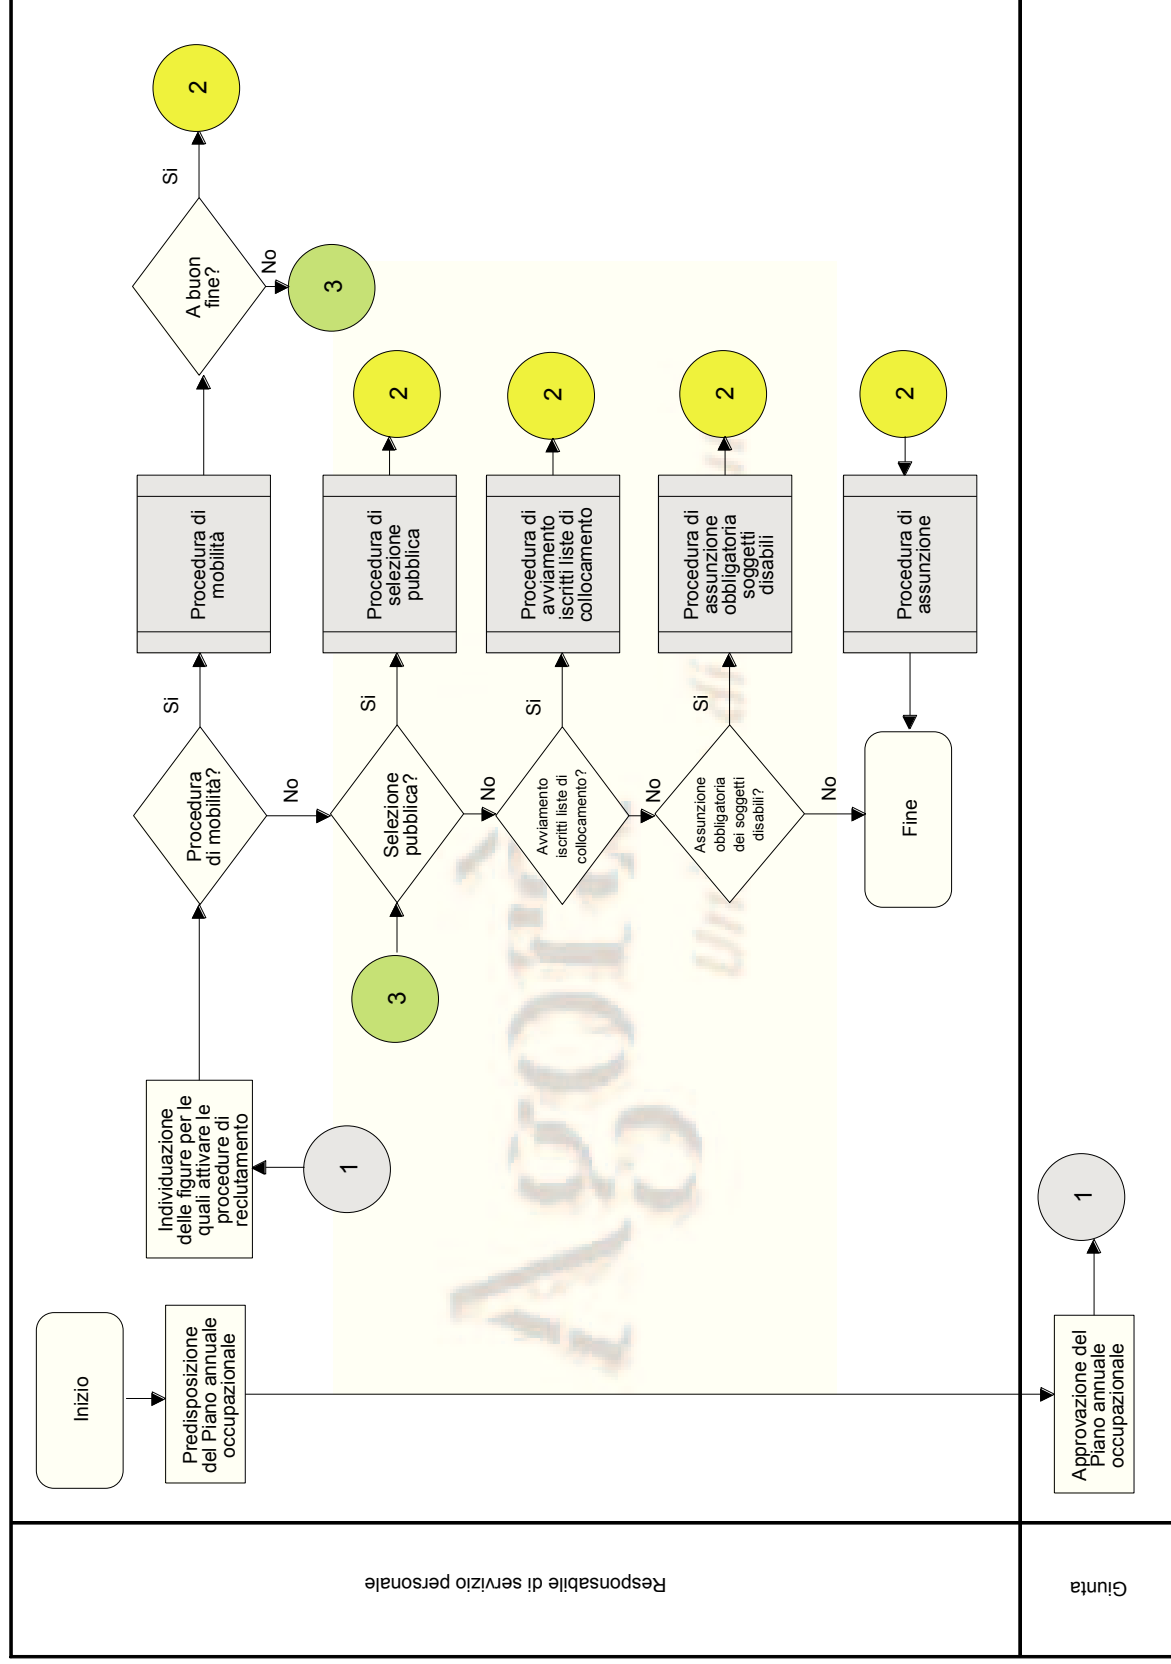 Responsabile di servizio personale
Giunta
Inizio
Predisposizione
del Piano annuale
occupazionale
Approvazione del
Piano annuale
occupazionale
1
1
Individuazione
delle figure per le
quali attivare le
procedure di
reclutamento
Procedura
di mobilità?
Si
No
Procedura di
mobilità
A buon
fine?
Si
2
No
3
3
Selezione
pubblica?
Si
No
Procedura di
selezione
pubblica
2
Avviamento
iscritti liste di
collocamento?
Si
No
Procedura di
avviamento
iscritti liste di
collocamento
2
Assunzione
obbligatoria
dei soggetti
disabili?
Si
No
Procedura di
assunzione
obbligatoria
soggetti
disabili
2
2
Procedura di
assunzione
Fine
Agorà